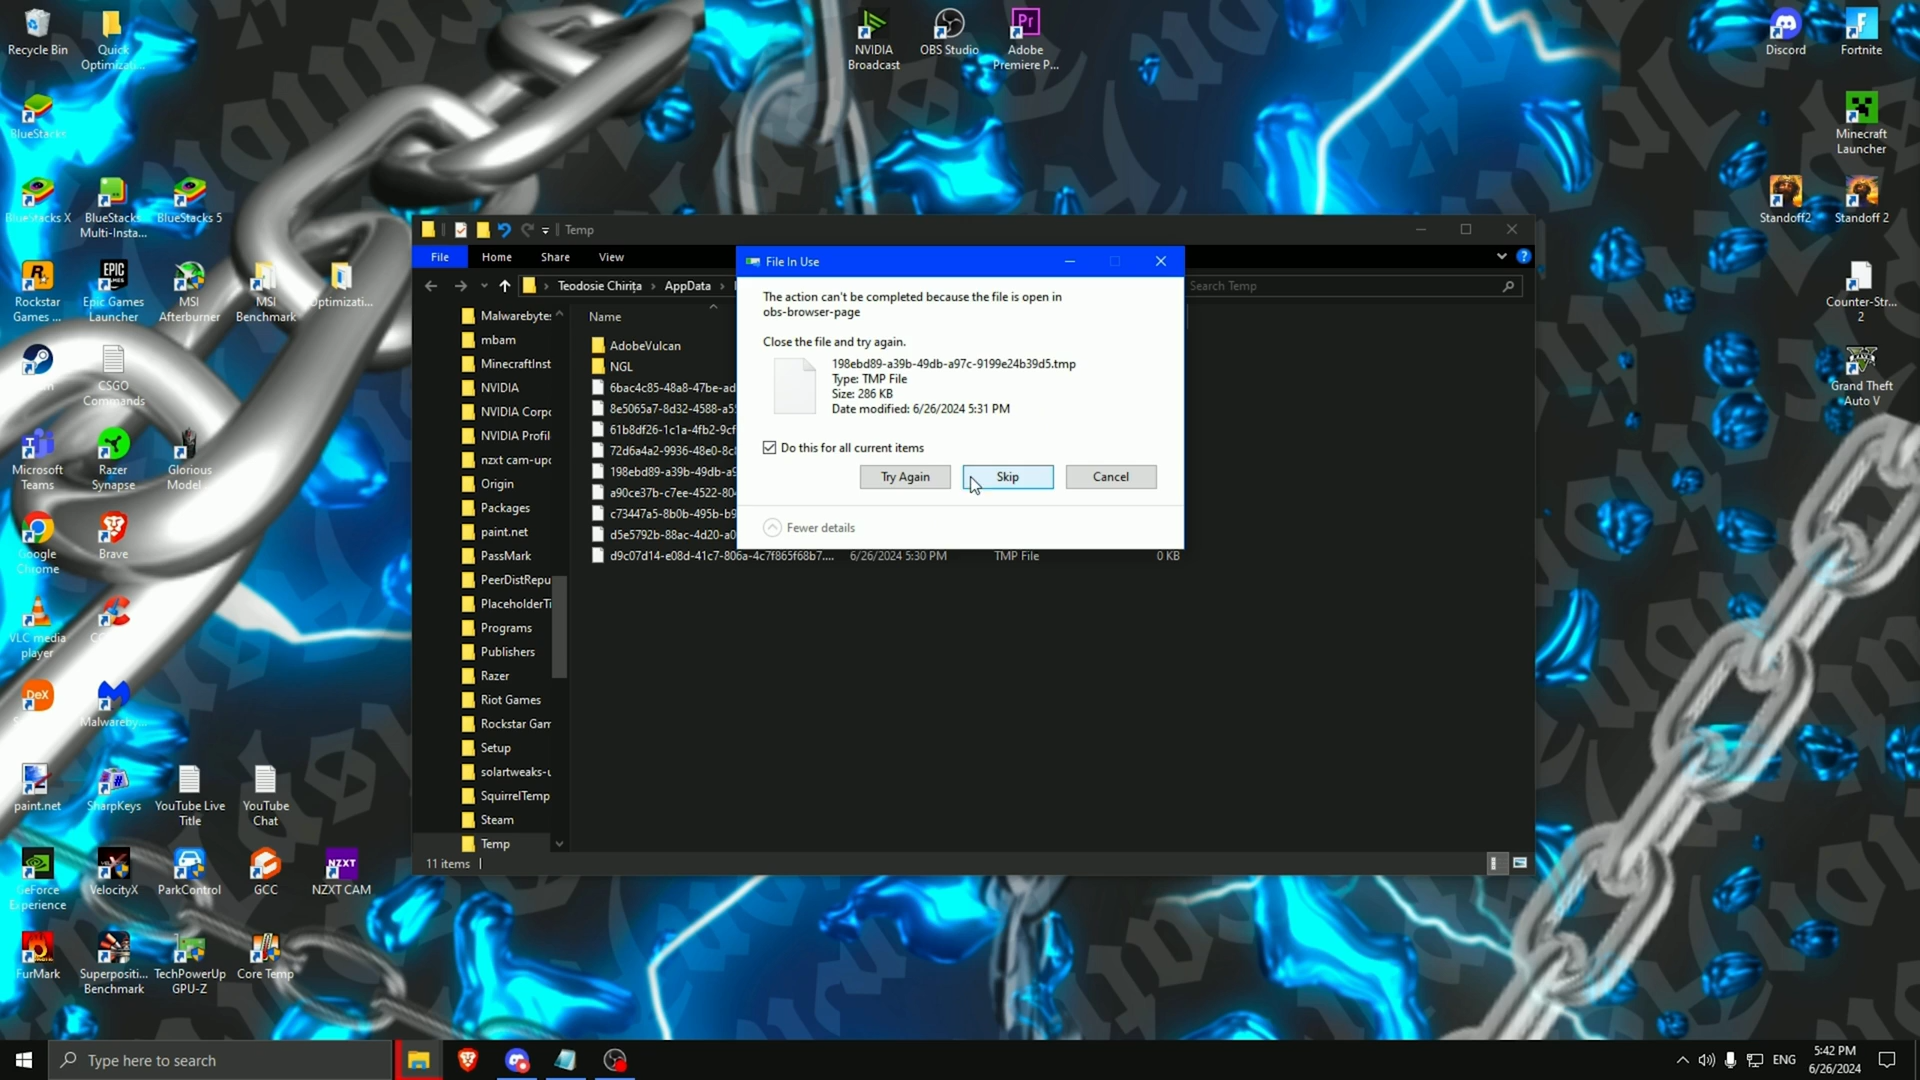 Recycle Bin
Quick
Optimizati...
NVIDIA
Broadcast
OBS Studio
Adobe
Premiere P...
Discord
Fortnite
BlueStacks
Minecraft
Launcher
BlueStacks X
BlueStacks
Multi-Insta...
BlueStacks 5
Standoff2
Standoff 2
Rockstar
Games ...
Epic Games
Launcher
MSI
Afterburner
MSI
Benchmark
Optimizati...
Counter-Str...
2
CSGO
Commands
Grand Theft
Auto V
Microsoft
Teams
Razer
Synapse
Glorious
Model ...
Google
Chrome
Brave
VLC media
player
DeX
Malwareby...
paint.net
SharpKeys
YouTube Live
Title
YouTube
Chat
GeForce
Experience
VelocityX
ParkControl
GCC
NZXT
NZXT CAM
FurMark
Superpositi...
Benchmark
TechPowerUp
GPU-Z
Core Temp
Temp
File
Home
Share
View
Teodosie Chirița
AppData
Search Temp
Malwarebytes
mbam
MinecraftInst
NVIDIA
NVIDIA Corpo
NVIDIA Profil
nzxt cam-upd
Origin
Packages
paint.net
PassMark
PeerDistRepu
PlaceholderTi
Programs
Publishers
Razer
Riot Games
Rockstar Gam
Setup
solartweaks-u
SquirrelTemp
Steam
Temp
Name
AdobeVulcan
NGL
6bac4c85-48a8-47be-ad
8e5065a7-8d32-4588-a5
61b8df26-1c1a-4fb2-9cf
72d6a4a2-9936-48e0-8c
198ebd89-a39b-49db-a9
a90ce37b-c7ee-4522-804
c73447a5-8b0b-495b-b9
d5e5792b-88ac-4d20-a0
d9c07d14-e08d-41c7-806a-4c7f865f68b7.... 6/26/2024 5:30 PM TMP File 0 KB
11 items
File In Use
The action can't be completed because the file is open in
obs-browser-page
Close the file and try again.
198ebd89-a39b-49db-a97c-9199e24b39d5.tmp
Type: TMP File
Size: 286 KB
Date modified: 6/26/2024 5:31 PM
Do this for all current items
Try Again
Skip
Cancel
Fewer details
Type here to search
ENG
5:42 PM
6/26/2024